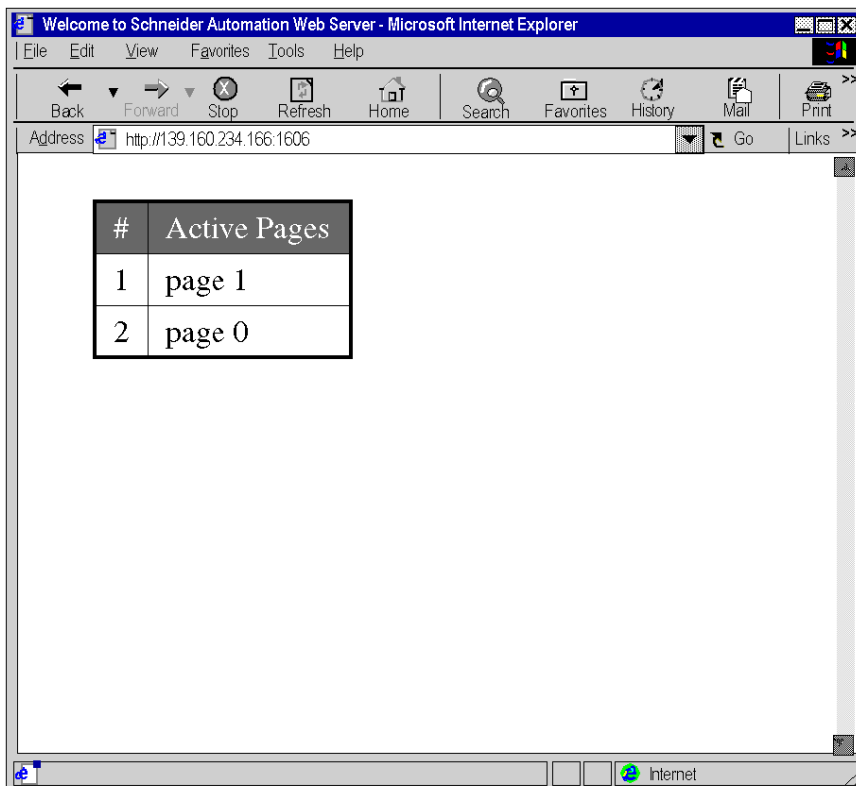 Welcome to Schneider Automation Web Server - Microsoft Internet Explorer
File Edit View Favorites Tools Help
Back Forward Stop Refresh Home Search Favorites History Mail Print >>
Address http://139.160.234.166:1606 Go Links >>
# Active Pages
1 page 1
2 page 0
Internet